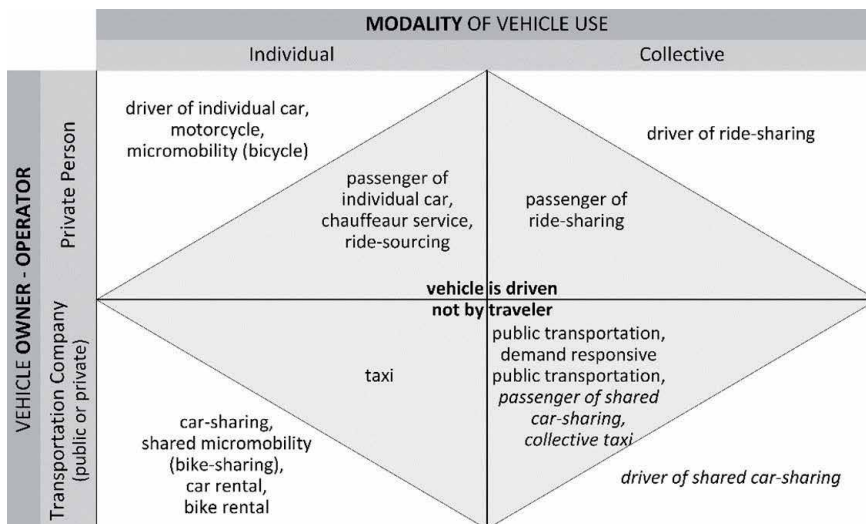 MODALITY OF VEHICLE USE
Individual
Collective
VEHICLE OWNER - OPERATOR
Private Person
driver of individual car,
motorcycle,
micromobility (bicycle)
passenger of
individual car,
chauffeaur service,
ride-sourcing
driver of ride-sharing
passenger of
ride-sharing
vehicle is driven
not by traveler
Transportation Company
(public or private)
taxi
car-sharing,
shared micromobility
(bike-sharing),
car rental,
bike rental
public transportation,
demand responsive
public transportation,
passenger of shared
car-sharing,
collective taxi
driver of shared car-sharing